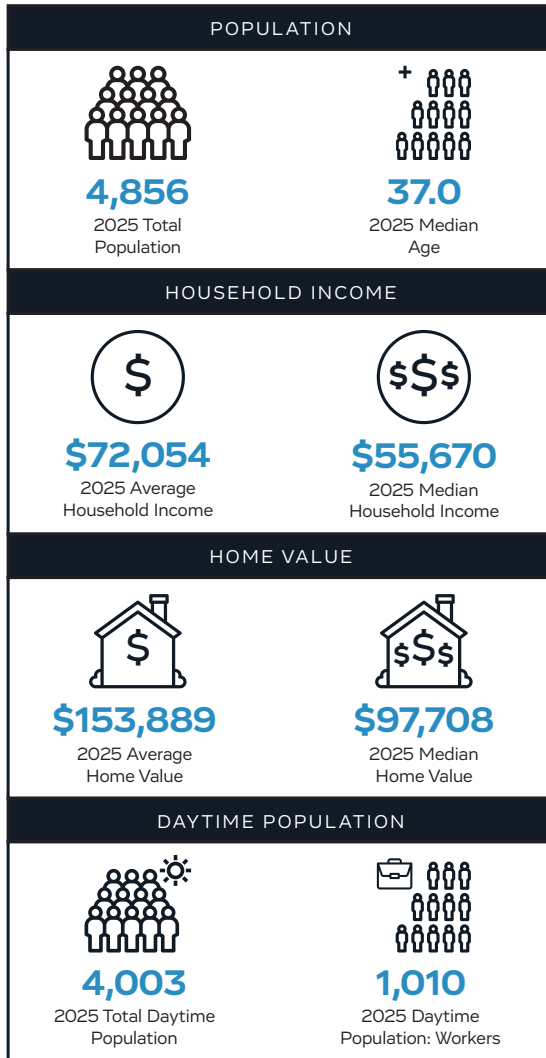 POPULATION
4,856
2025 Total
Population
+
37.0
2025 Median
Age
HOUSEHOLD INCOME
$
$72,054
2025 Average
Household Income
$$$
$55,670
2025 Median
Household Income
HOME VALUE
$
$153,889
2025 Average
Home Value
$$$
$97,708
2025 Median
Home Value
DAYTIME POPULATION
4,003
2025 Total Daytime
Population
1,010
2025 Daytime
Population: Workers